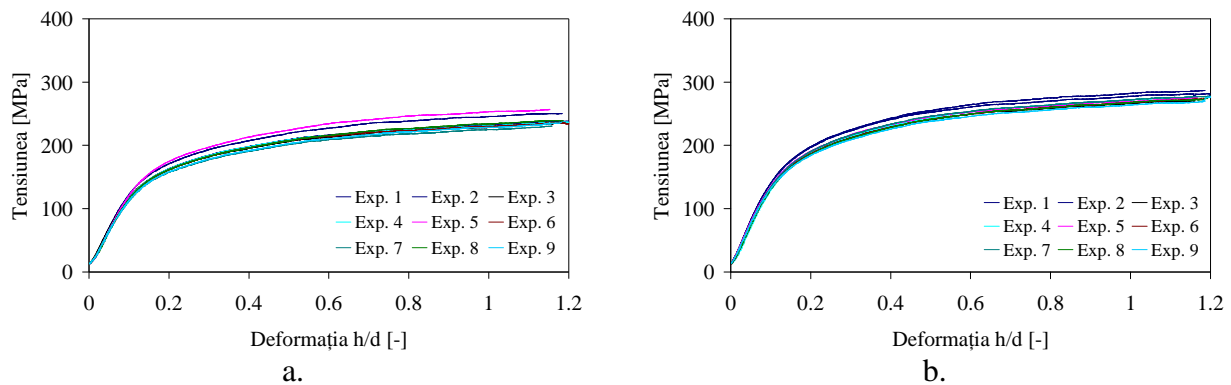 400
300
200
100
0
Tensiunea [MPa]
Exp. 1 Exp. 2 Exp. 3
Exp. 4 Exp. 5 Exp. 6
Exp. 7 Exp. 8 Exp. 9
0 0.2 0.4 0.6 0.8 1 1.2
Deformația h/d [-]
a.
400
300
200
100
0
Tensiunea [MPa]
Exp. 1 Exp. 2 Exp. 3
Exp. 4 Exp. 5 Exp. 6
Exp. 7 Exp. 8 Exp. 9
0 0.2 0.4 0.6 0.8 1 1.2
Deformația h/d [-]
b.